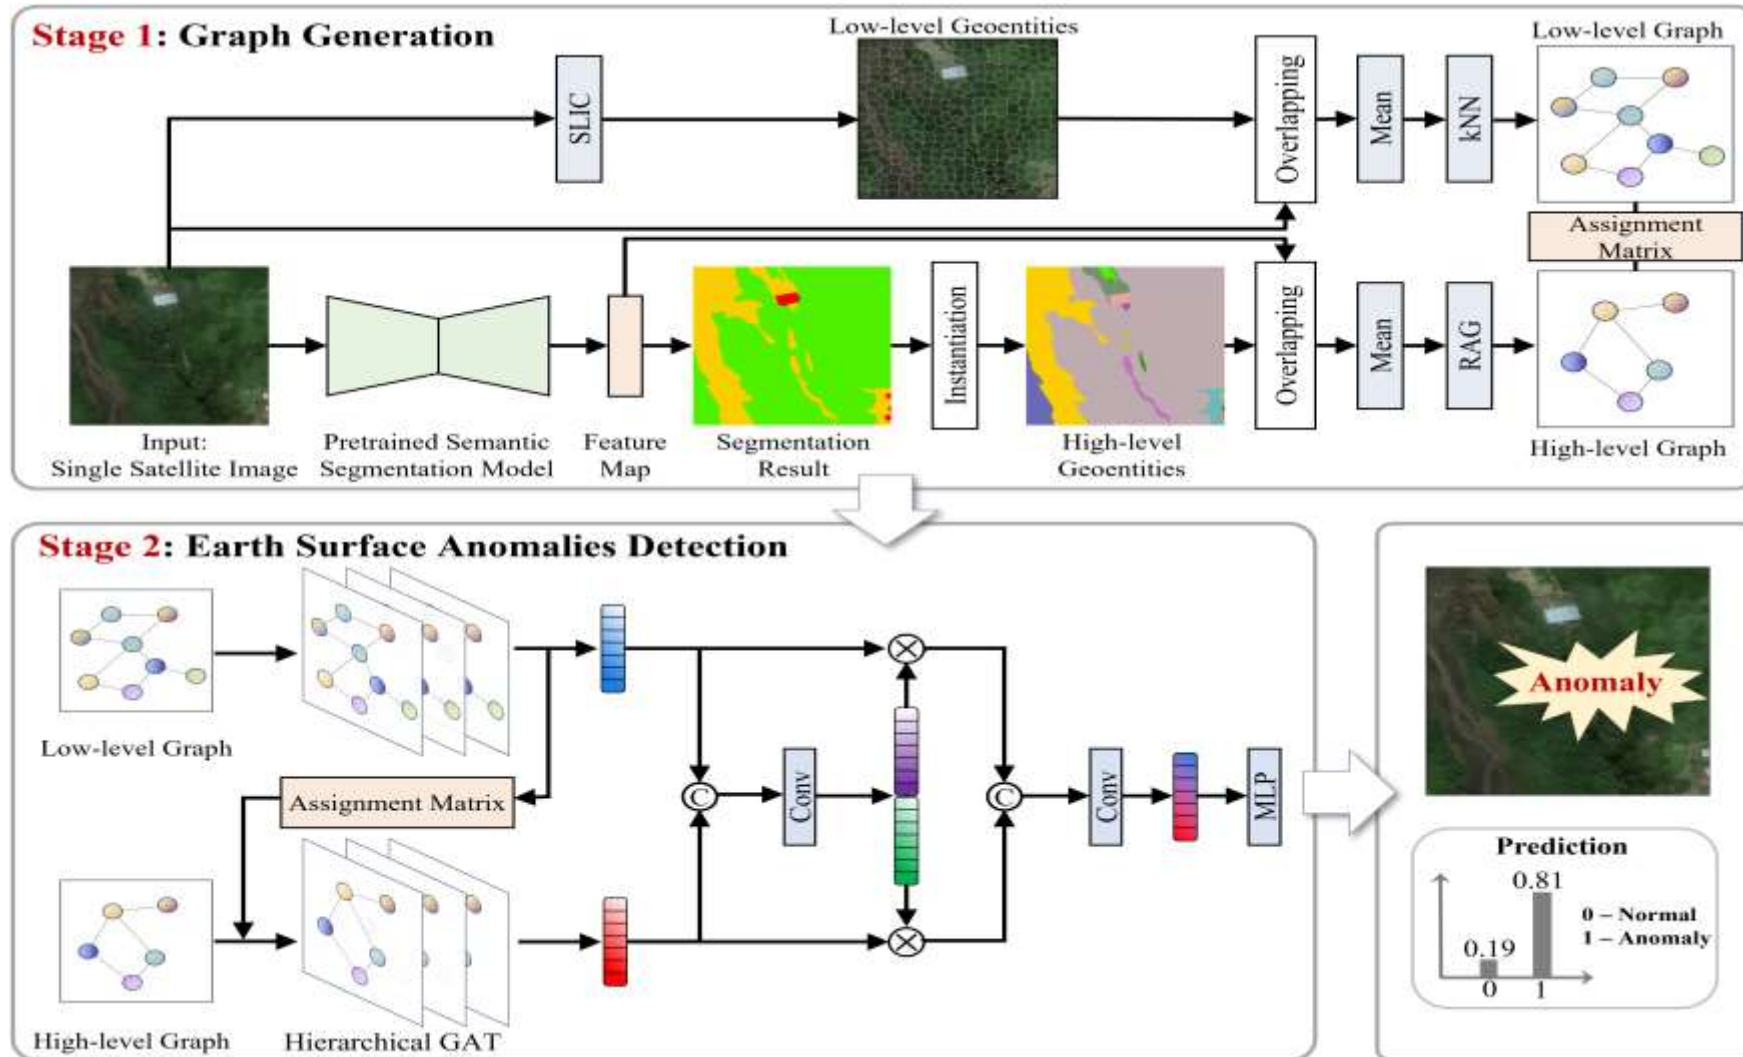 Stage 1: Graph Generation
Low-level Geoentities
Low-level Graph
SLIC
Overlapping
Mean
kNN
Assignment
Matrix
Instantiation
Overlapping
Mean
RAG
Input:
Single Satellite Image
Pretrained Semantic
Segmentation Model
Feature
Map
Segmentation
Result
High-level
Geoentities
High-level Graph
Stage 2: Earth Surface Anomalies Detection
Low-level Graph
Assignment Matrix
C
Conv
C
Conv
MLP
High-level Graph
Hierarchical GAT
Anomaly
Prediction
0.81
0.19
0 – Normal
1 – Anomaly
0 1